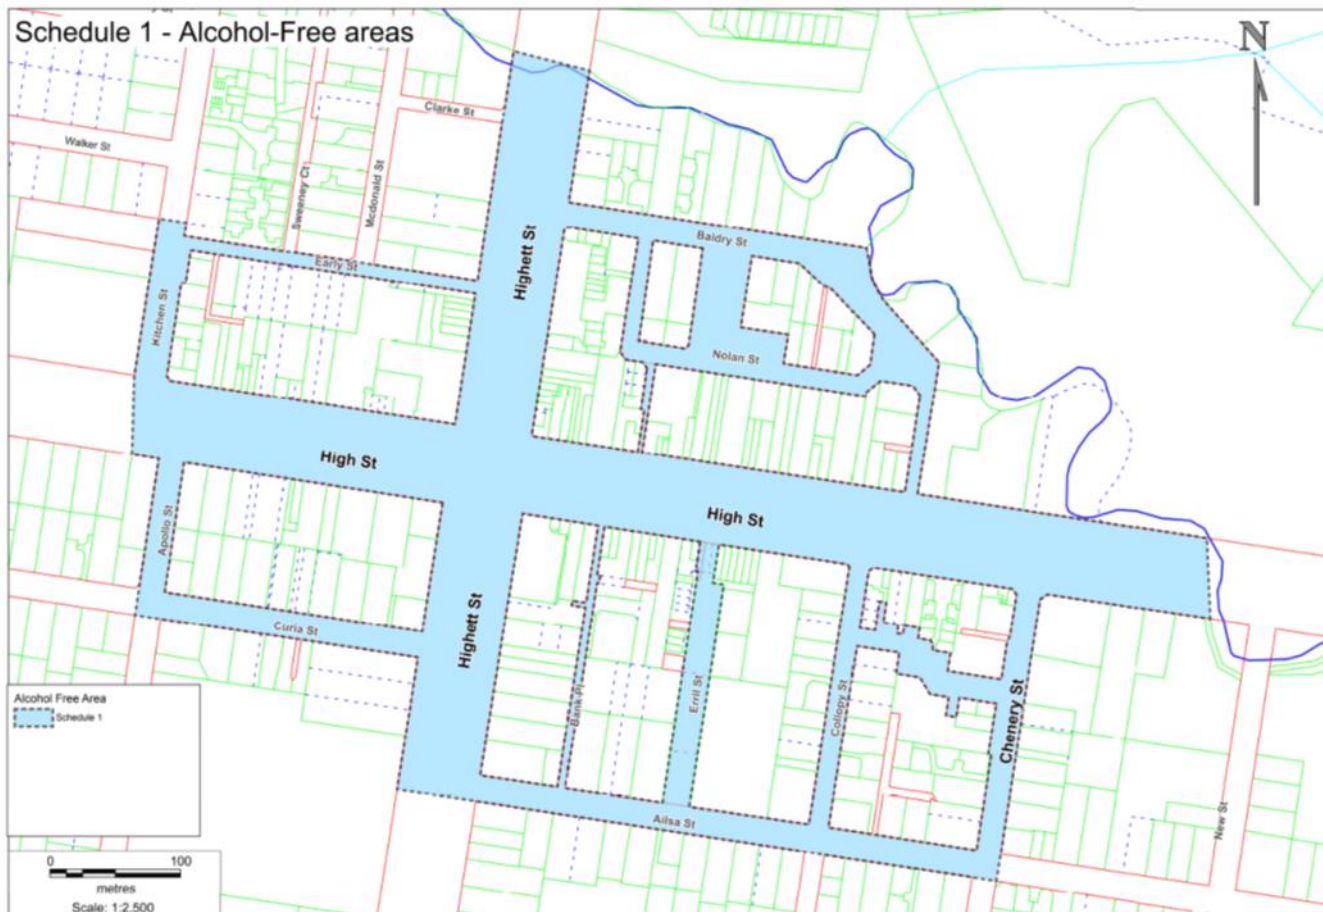 Schedule 1 - Alcohol-Free areas
N
Clarke St
Walker St
Sweeney Ct
Mcdonald St
Highett St
Baldry St
Early St
Kitchen St
Nolan St
High St
High St
Apollo St
Curia St
Highett St
Bank Pl
Erril St
Collopy St
Chenery St
New St
Ailsa St
Alcohol Free Area
Schedule 1
0 100
metres
Scale: 1:2,500